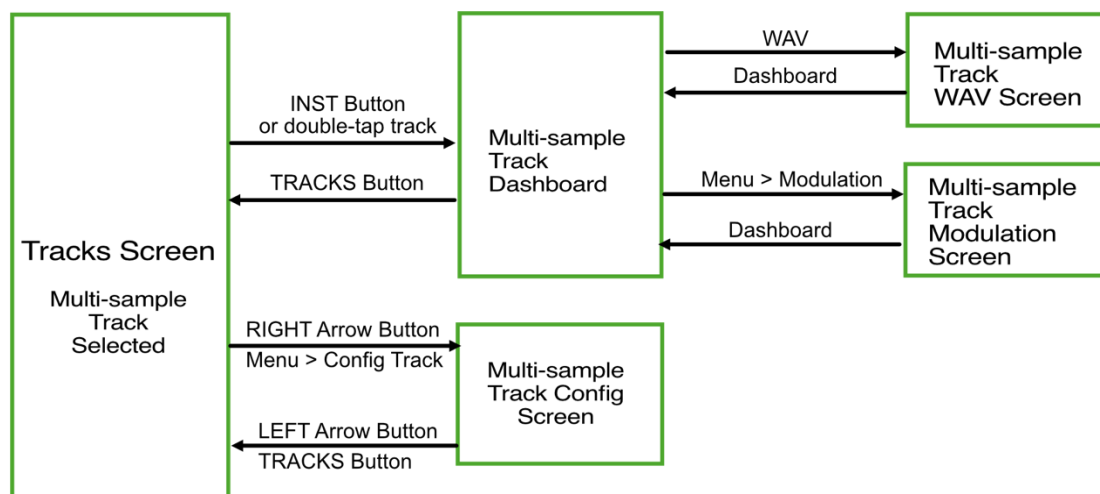 Tracks Screen
Multi-sample
Track
Selected
INST Button
or double-tap track
TRACKS Button
RIGHT Arrow Button
Menu > Config Track
LEFT Arrow Button
TRACKS Button
Multi-sample
Track
Dashboard
Multi-sample
Track Config
Screen
WAV
Dashboard
Menu > Modulation
Dashboard
Multi-sample
Track
WAV Screen
Multi-sample
Track
Modulation
Screen